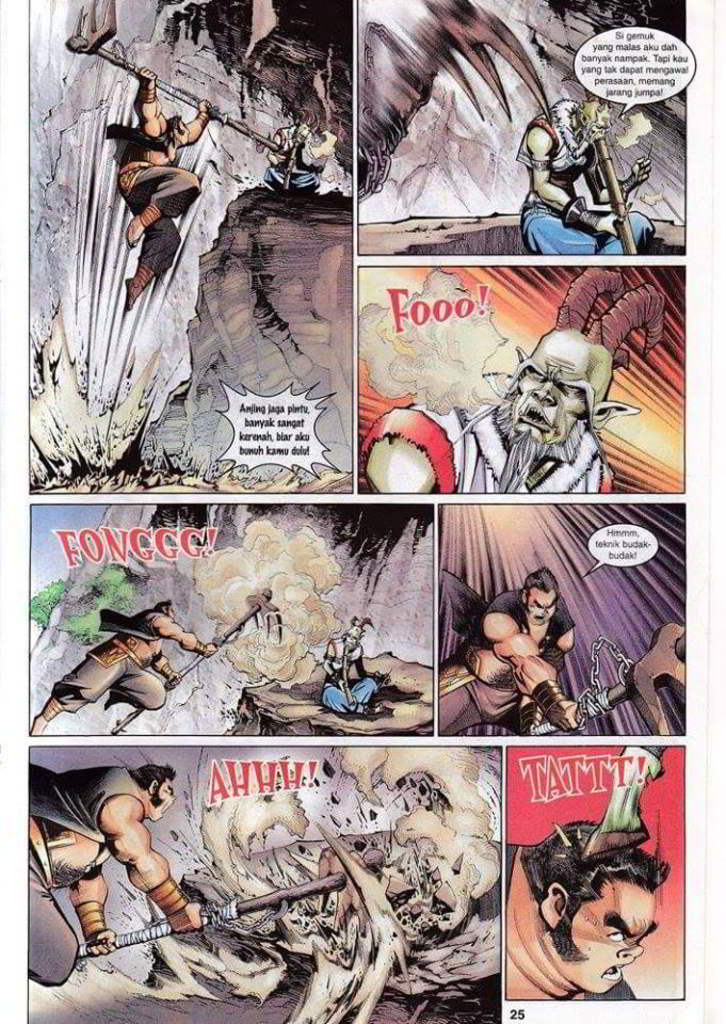 Anjing jaga pintu,
banyak sangat
kerenah, biar aku
bunuh kamu dulu!
Si gemuk
yang malas aku dah
banyak nampak. Tapi kau
yang tak dapat mengawal
perasaan, memang
jarang jumpa!
FOOO!
FONGGGG!
Hmmm,
teknik budak-
budak!
AHHH!
TATTT!
25